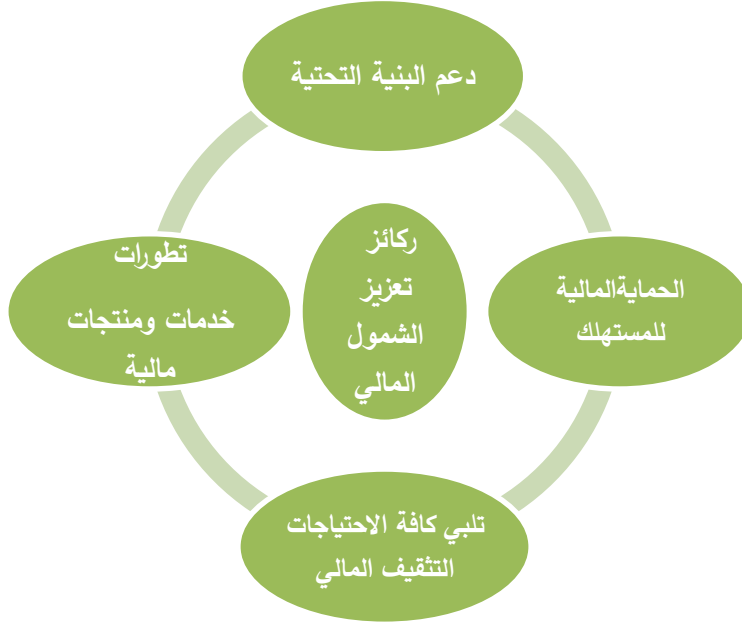 دعم البنية التحتية
ركائز
تعزيز
الشمول
المالي
الحمايةالمالية
للمستهلك
تطورات
خدمات ومنتجات
مالية
تلبي كافة الاحتياجات
التثقيف المالي